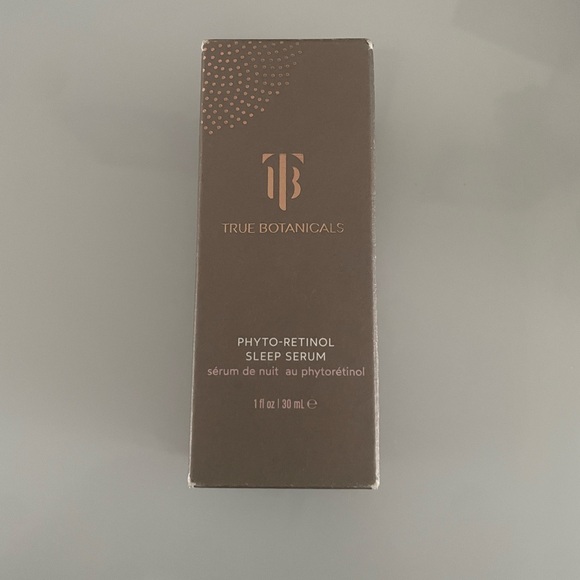 TB
TRUE BOTANICALS
PHYTO-RETINOL
SLEEP SERUM
sérum de nuit au phytorétinol
1 fl oz | 30 mL ℮